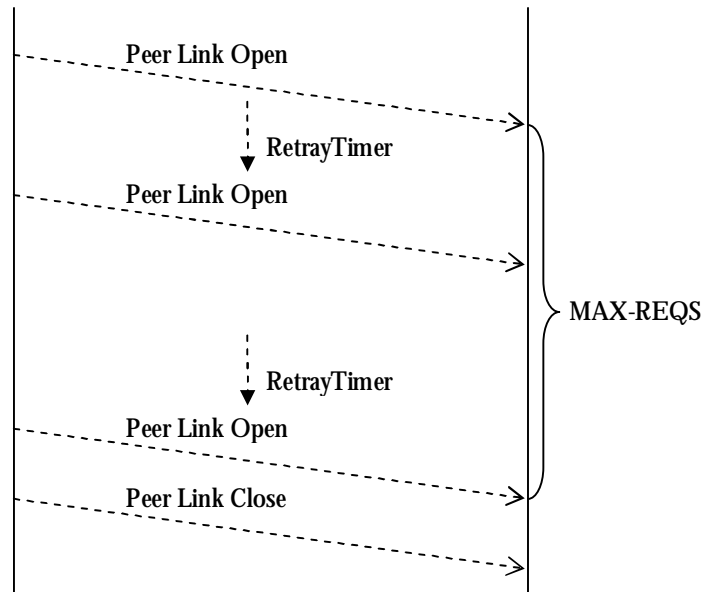 Peer Link Open
RetrayTimer
Peer Link Open
MAX-REQS
RetrayTimer
Peer Link Open
Peer Link Close